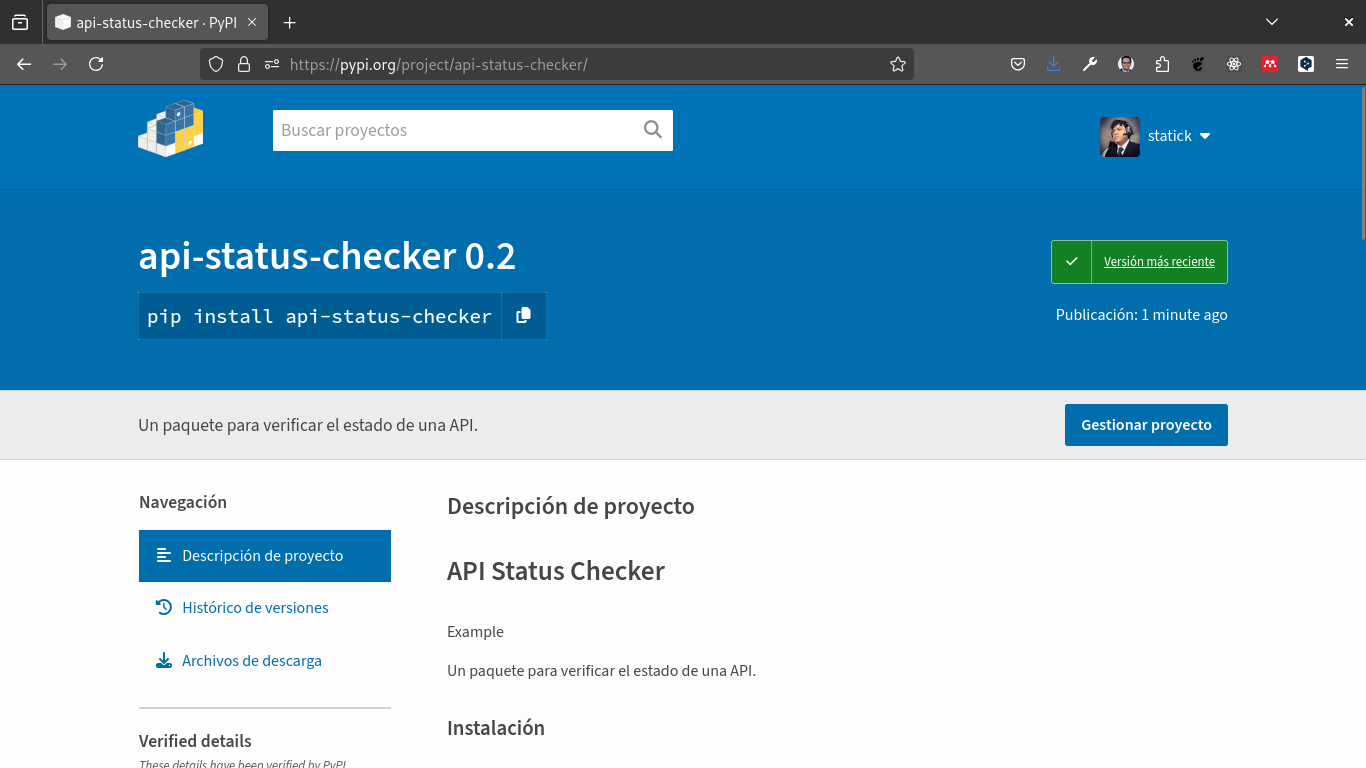 api-status-checker · PyPI
https://pypi.org/project/api-status-checker/
Buscar proyectos
statick
api-status-checker 0.2
Versión más reciente
pip install api-status-checker
Publicación: 1 minute ago
Un paquete para verificar el estado de una API.
Gestionar proyecto
Navegación
Descripción de proyecto
Histórico de versiones
Archivos de descarga
Verified details
These details have been verified by PyPI
Descripción de proyecto
API Status Checker
Example
Un paquete para verificar el estado de una API.
Instalación